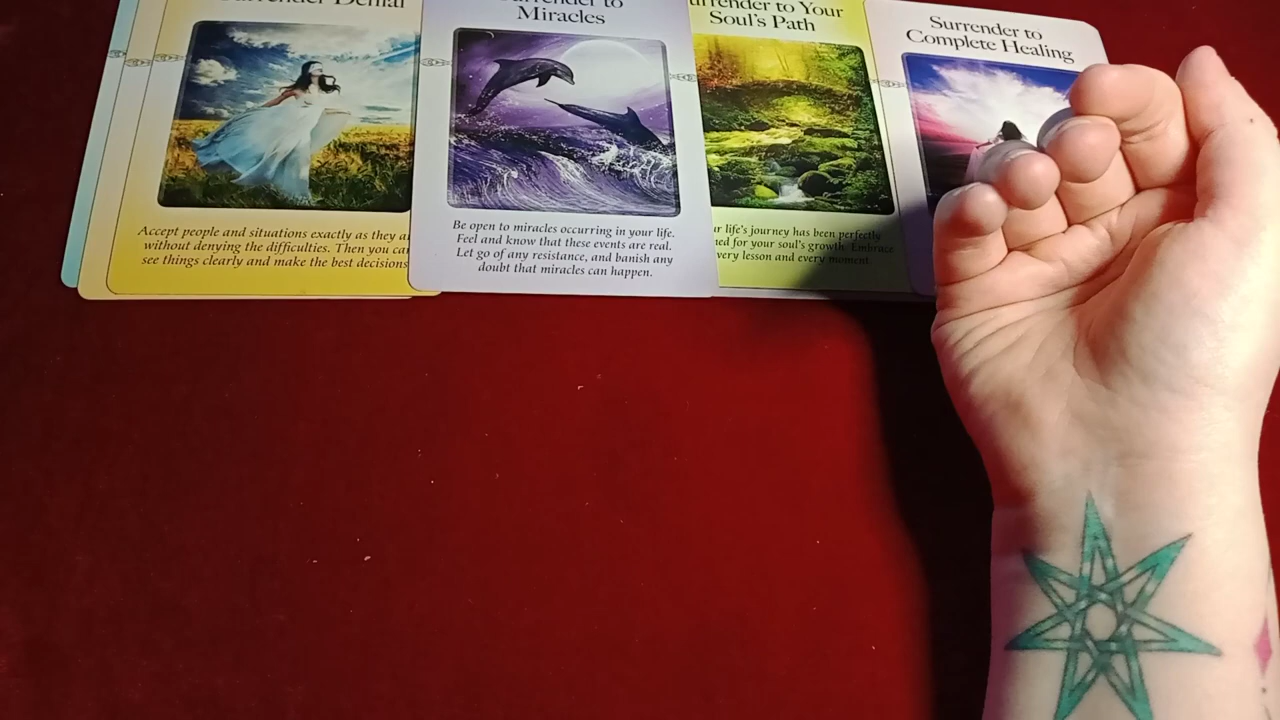 Surrender Denial
Accept people and situations exactly as they
without denying the difficulties. Then you can
see things clearly and make the best decisions
Surrender to
Miracles
Be open to miracles occurring in your life.
Feel and know that these events are real.
Let go of any resistance, and banish any
doubt that miracles can happen.
Surrender to Your
Soul's Path
life's journey has been perfectly
for your soul's growth. Embrace
every lesson and every moment.
Surrender to
Complete Healing